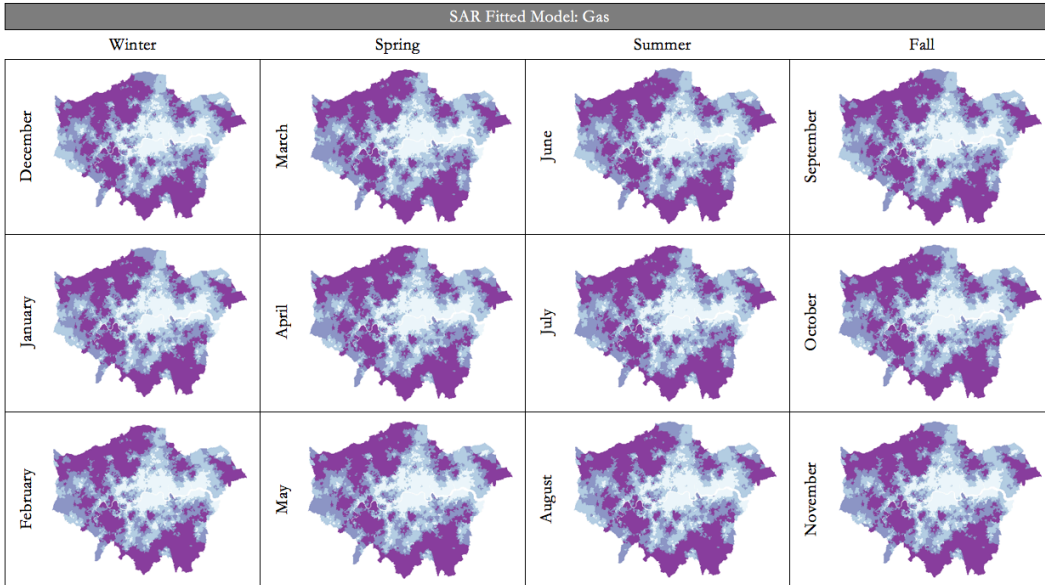 SAR Fitted Model: Gas
Winter Spring Summer Fall
December March June September
January April July October
February May August November